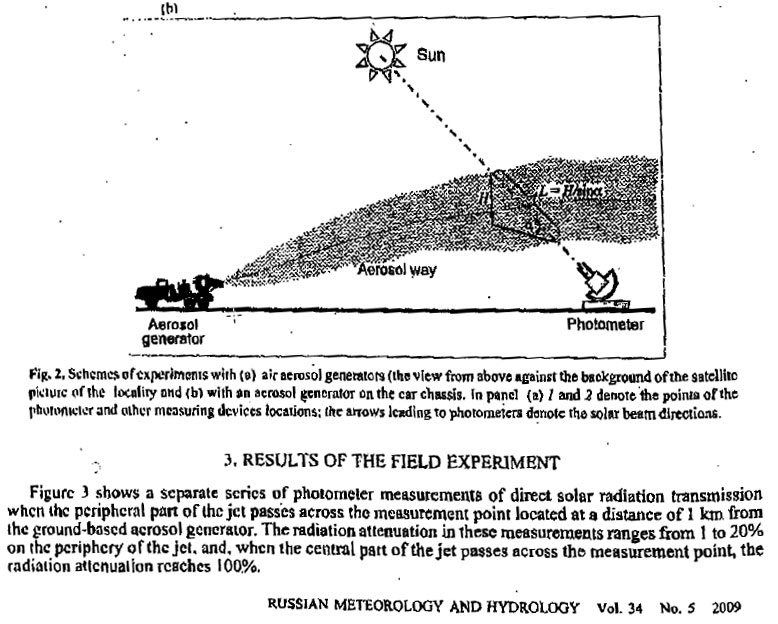 (b)
Sun
H
L = H/sinα
α
Aerosol way
Aerosol
generator
Photometer
Fig. 2. Schemes of experiments with (a) air aerosol generators (the view from above against the background of the satellite
picture of the locality and (b) with an aerosol generator on the car chassis. In panel (a) 1 and 2 denote the points of the
photometer and other measuring devices locations; the arrows leading to photometers denote the solar beam directions.
3. RESULTS OF THE FIELD EXPERIMENT
Figure 3 shows a separate series of photometer measurements of direct solar radiation transmission
when the peripheral part of the jet passes across the measurement point located at a distance of 1 km from
the ground-based aerosol generator. The radiation attenuation in these measurements ranges from 1 to 20%
on the periphery of the jet, and, when the central part of the jet passes across the measurement point, the
radiation attenuation reaches 100%.
RUSSIAN METEOROLOGY AND HYDROLOGY Vol. 34 No. 5 2009